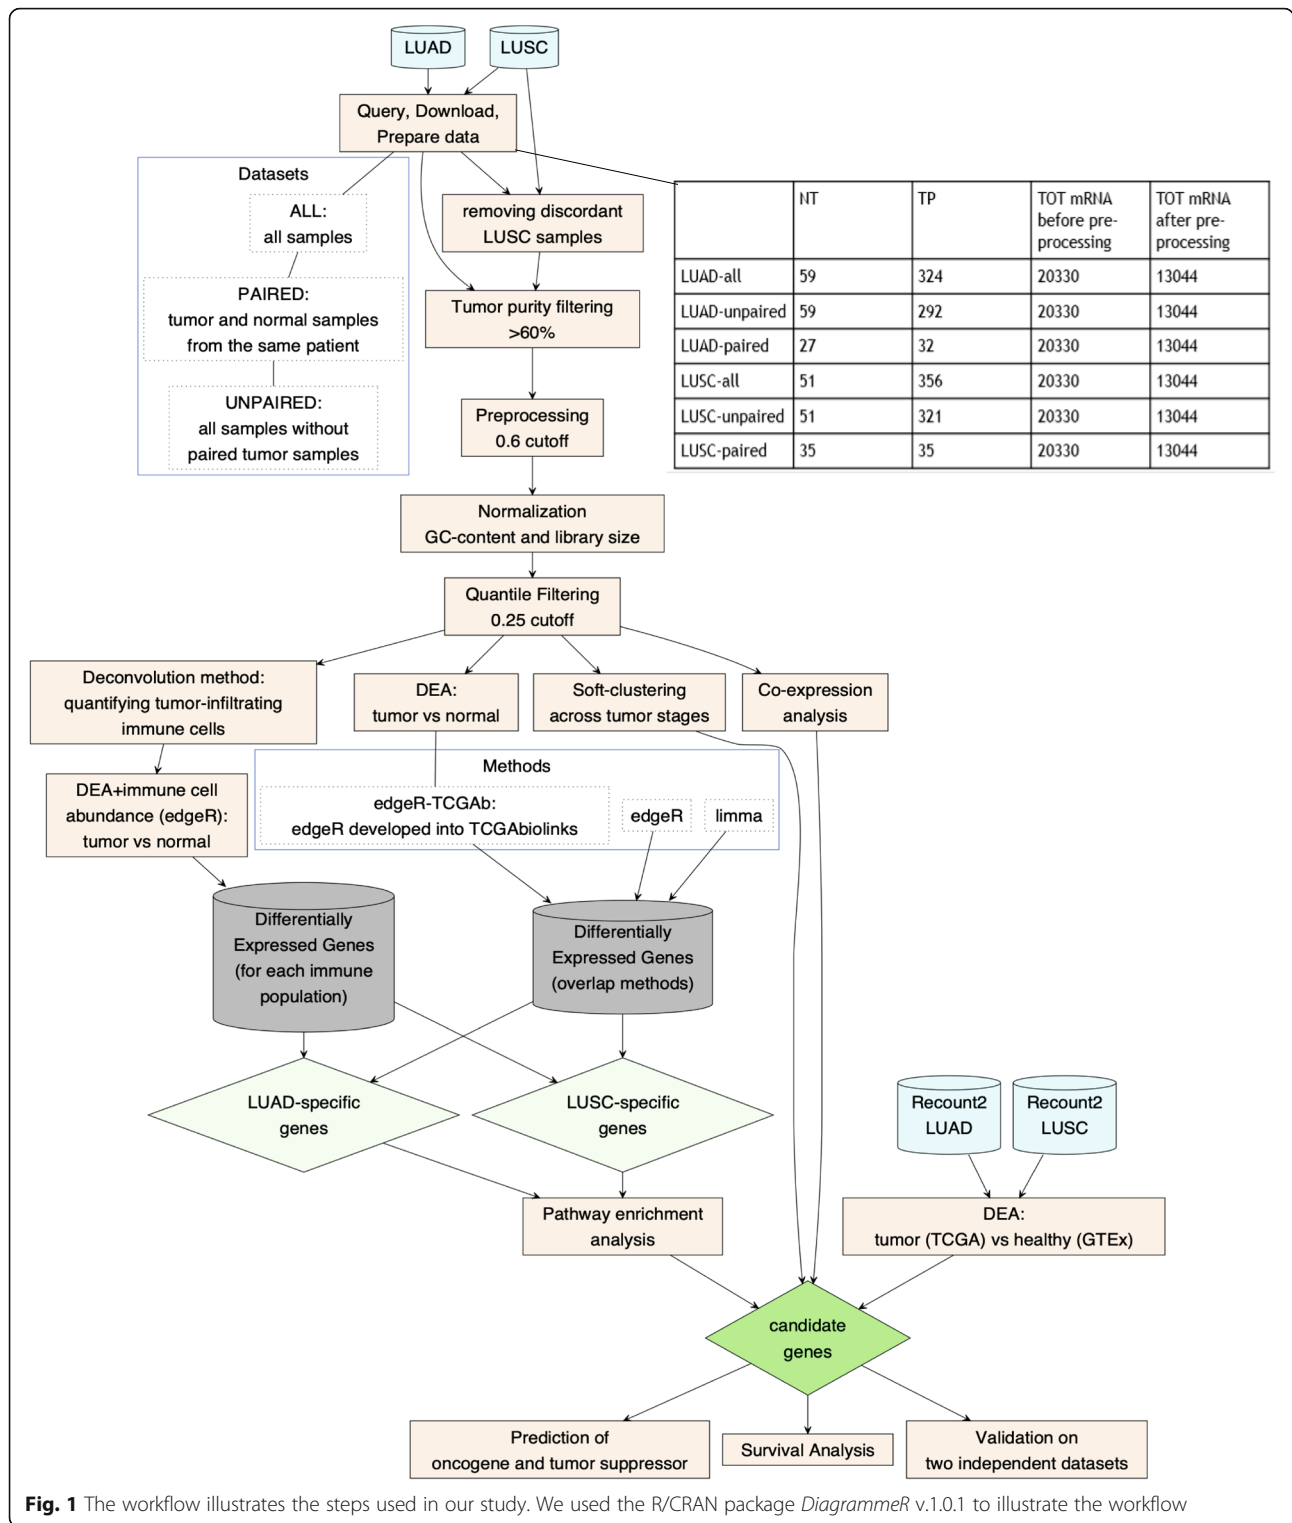 LUAD
LUSC
Query, Download,
Prepare data
Datasets
ALL:
all samples
PAIRED:
tumor and normal samples
from the same patient
UNPAIRED:
all samples without
paired tumor samples
removing discordant
LUSC samples
Tumor purity filtering
>60%
Preprocessing
0.6 cutoff
NT TP TOT mRNA before pre-processing TOT mRNA after pre-processing
LUAD-all 59 324 20330 13044
LUAD-unpaired 59 292 20330 13044
LUAD-paired 27 32 20330 13044
LUSC-all 51 356 20330 13044
LUSC-unpaired 51 321 20330 13044
LUSC-paired 35 35 20330 13044
Normalization
GC-content and library size
Quantile Filtering
0.25 cutoff
Deconvolution method:
quantifying tumor-infiltrating
immune cells
DEA:
tumor vs normal
Soft-clustering
across tumor stages
Co-expression
analysis
DEA+immune cell
abundance (edgeR):
tumor vs normal
Methods
edgeR-TCGAb:
edgeR developed into TCGAbiolinks
edgeR
limma
Differentially
Expressed Genes
(for each immune
population)
Differentially
Expressed Genes
(overlap methods)
LUAD-specific
genes
LUSC-specific
genes
Recount2
LUAD
Recount2
LUSC
Pathway enrichment
analysis
DEA:
tumor (TCGA) vs healthy (GTEx)
candidate
genes
Prediction of
oncogene and tumor suppressor
Survival Analysis
Validation on
two independent datasets
Fig. 1 The workflow illustrates the steps used in our study. We used the R/CRAN package DiagrammeR v.1.0.1 to illustrate the workflow